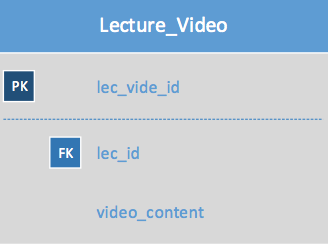 Lecture_Video
PK lec_vide_id
FK lec_id
video_content